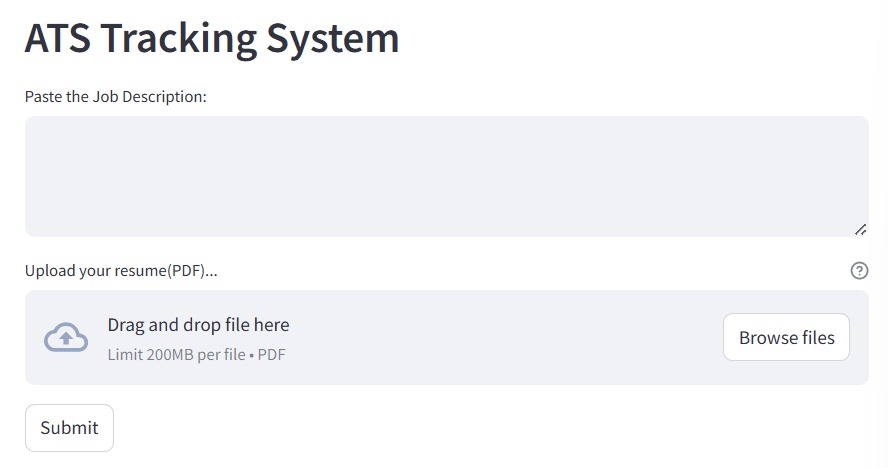 ATS Tracking System
Paste the Job Description:
Upload your resume(PDF)...
?
Drag and drop file here
Limit 200MB per file • PDF
Browse files
Submit